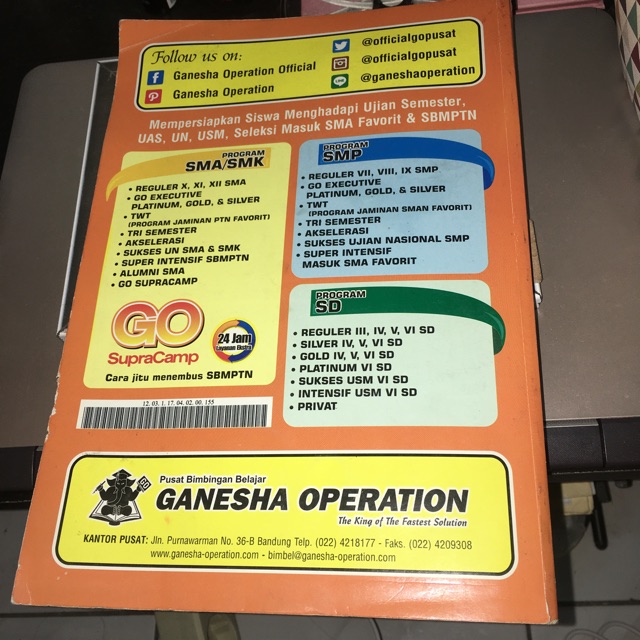 Follow us on:
Ganesha Operation Official
Ganesha Operation
@officialgopusat
@officialgopusat
@ganeshaoperation
Mempersiapkan Siswa Menghadapi Ujian Semester,
UAS, UN, USM, Seleksi Masuk SMA Favorit & SBMPTN
PROGRAM
SMA/SMK
• REGULER X, XI, XII SMA
• GO EXECUTIVE
PLATINUM, GOLD, & SILVER
• TWT
(PROGRAM JAMINAN PTN FAVORIT)
• TRI SEMESTER
• AKSELERASI
• SUKSES UN SMA & SMK
• SUPER INTENSIF SBMPTN
• ALUMNI SMA
• GO SUPRACAMP
GO
SupraCamp
24 Jam
Layanan Ekstra
Cara jitu menembus SBMPTN
PROGRAM
SMP
• REGULER VII, VIII, IX SMP
• GO EXECUTIVE
PLATINUM, GOLD, & SILVER
• TWT
(PROGRAM JAMINAN SMAN FAVORIT)
• TRI SEMESTER
• AKSELERASI
• SUKSES UJIAN NASIONAL SMP
• SUPER INTENSIF
MASUK SMA FAVORIT
PROGRAM
SD
• REGULER III, IV, V, VI SD
• SILVER IV, V, VI SD
• GOLD IV, V, VI SD
• PLATINUM VI SD
• SUKSES USM VI SD
• INTENSIF USM VI SD
• PRIVAT
12. 03. 1. 17. 04. 02. 00. 155
GO
Pusat Bimbingan Belajar
GANESHA OPERATION
The King of The Fastest Solution
KANTOR PUSAT: Jln. Purnawarman No. 36-B Bandung Telp. (022) 4218177 - Faks. (022) 4209308
www.ganesha-operation.com - bimbel@ganesha-operation.com